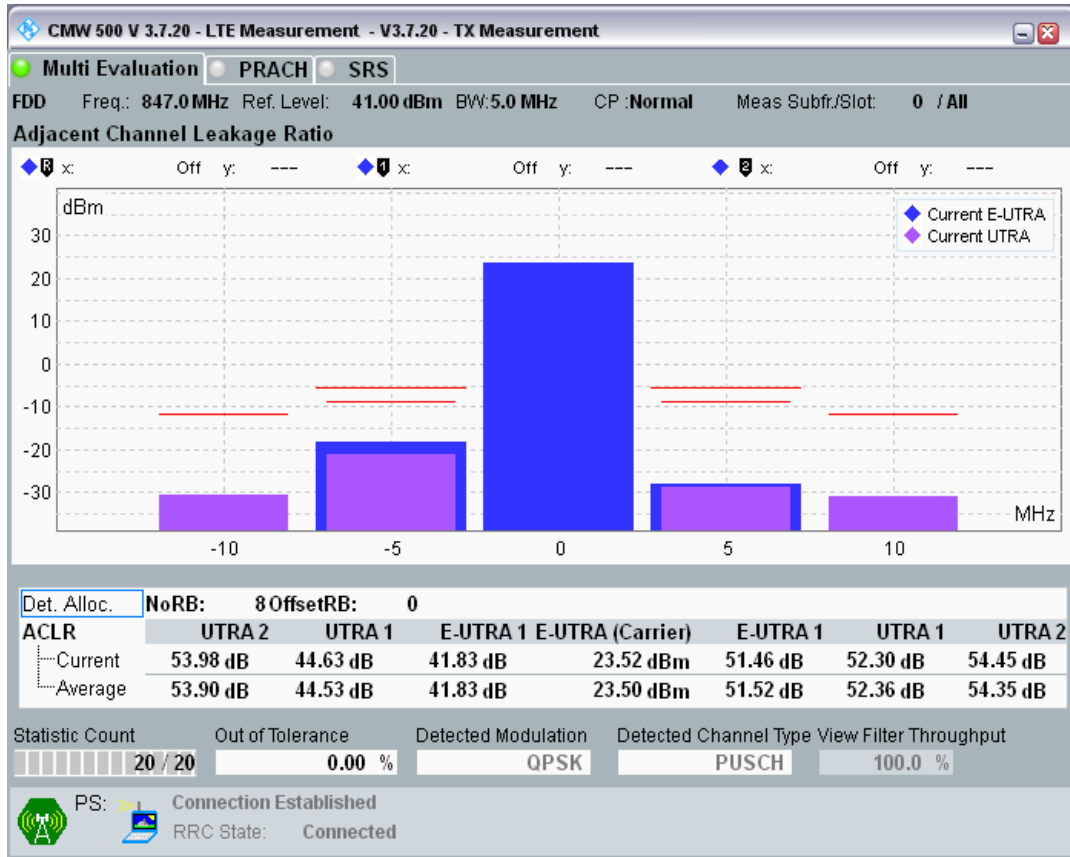 CMW 500 V 3.7.20 - LTE Measurement - V3.7.20 - TX Measurement
Multi Evaluation PRACH SRS
FDD Freq.: 847.0 MHz Ref. Level: 41.00 dBm BW:5.0 MHz CP :Normal Meas Subfr./Slot: 0 / All
Adjacent Channel Leakage Ratio
R x: Off y: --- 1 x: Off y: --- 2 x: Off y: ---
dBm
Current E-UTRA
Current UTRA
30
20
10
0
-10
-20
-30
MHz
-10 -5 0 5 10
Det. Alloc. NoRB: 8 OffsetRB: 0
ACLR UTRA 2 UTRA 1 E-UTRA 1 E-UTRA (Carrier) E-UTRA 1 UTRA 1 UTRA 2
Current 53.98 dB 44.63 dB 41.83 dB 23.52 dBm 51.46 dB 52.30 dB 54.45 dB
Average 53.90 dB 44.53 dB 41.83 dB 23.50 dBm 51.52 dB 52.36 dB 54.35 dB
Statistic Count Out of Tolerance Detected Modulation Detected Channel Type View Filter Throughput
20 / 20 0.00 % QPSK PUSCH 100.0 %
PS: Connection Established
RRC State: Connected